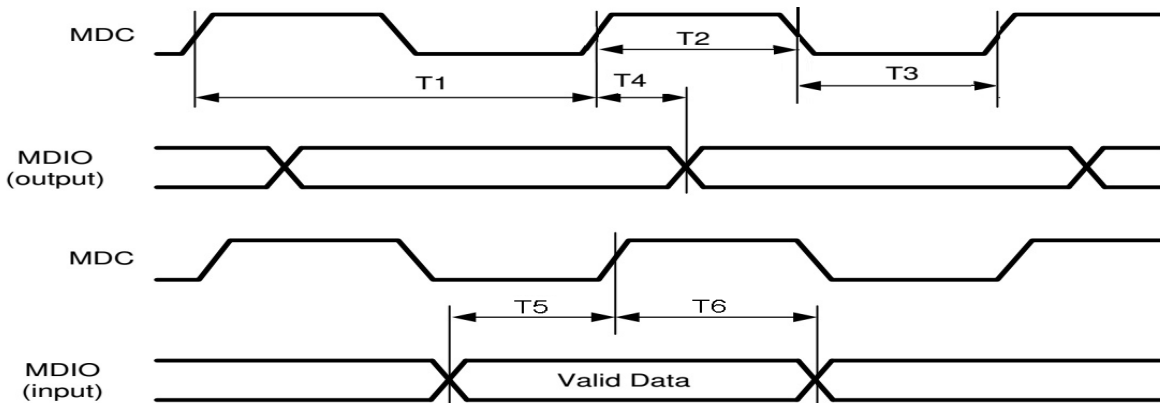 MDC
T2
T1
T4
T3
MDIO
(output)
MDC
T5
T6
MDIO
(input)
Valid Data